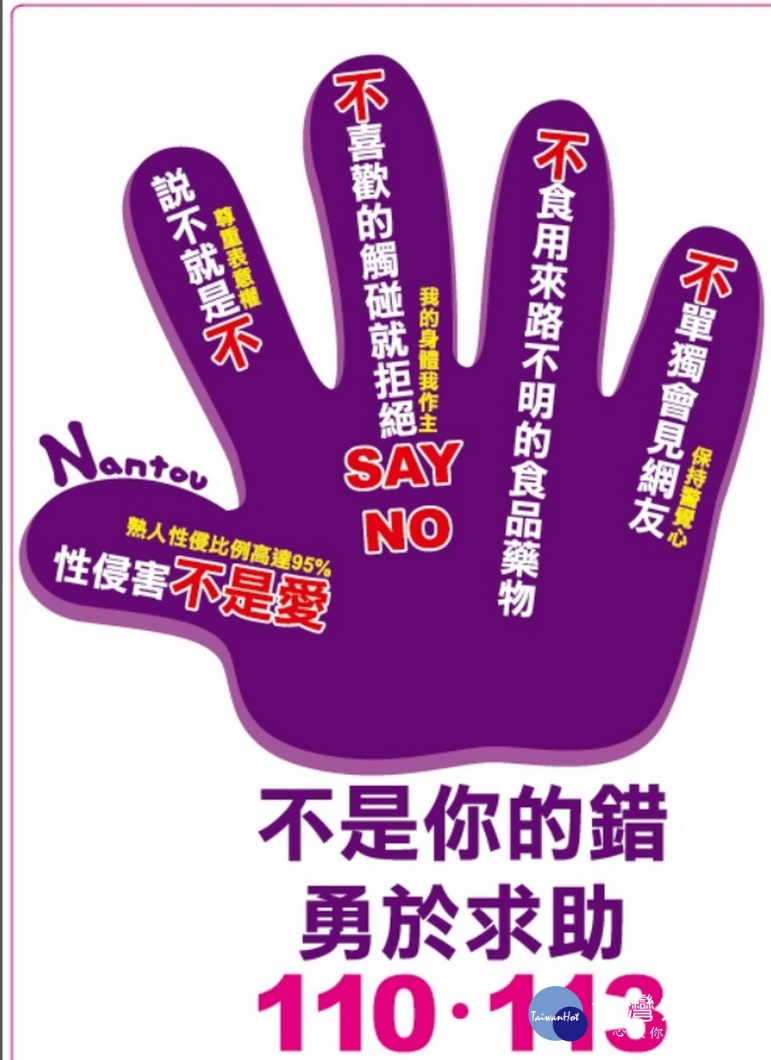 Nantou
熟人性侵比例高達95%
性侵害不是愛
說不就是不
尊重表意權
不喜歡的觸碰就拒絕
我的身體我作主
SAY
NO
不食用來路不明的食品藥物
不單獨會見網友
保持警覺心
不是你的錯
勇於求助
110·113
TaiwanHot